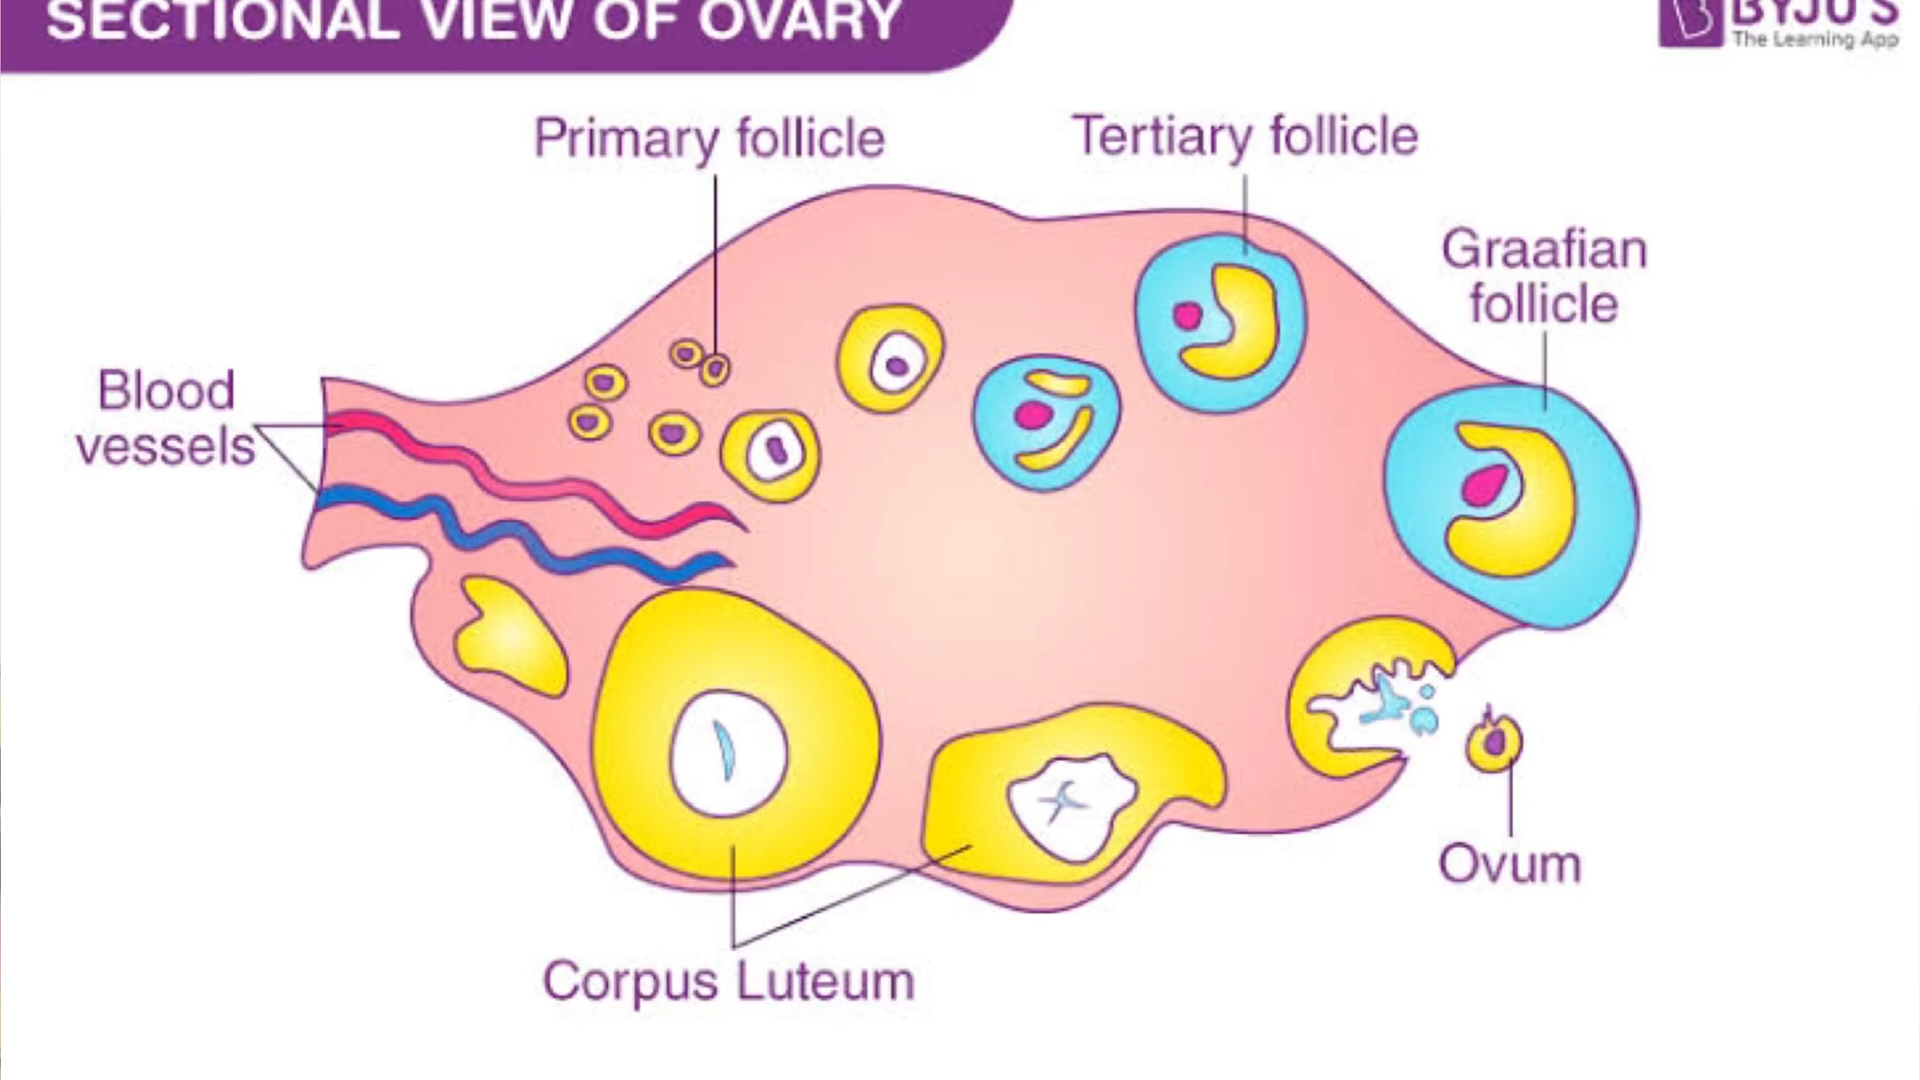 SECTIONAL VIEW OF OVARY
BYJU'S
The Learning App
Primary follicle
Tertiary follicle
Graafian
follicle
Blood
vessels
Ovum
Corpus Luteum